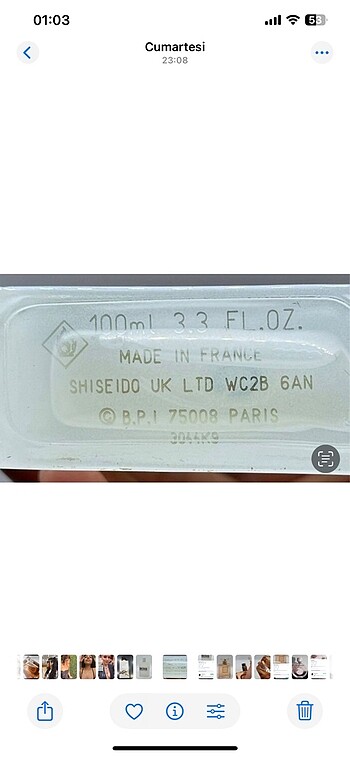 01:03
58
Cumartesi
23:08
100ml 3.3 FL.OZ.
MADE IN FRANCE
SHISEIDO UK LTD WC2B 6AN
© B.P.I 75008 PARIS
3044K9